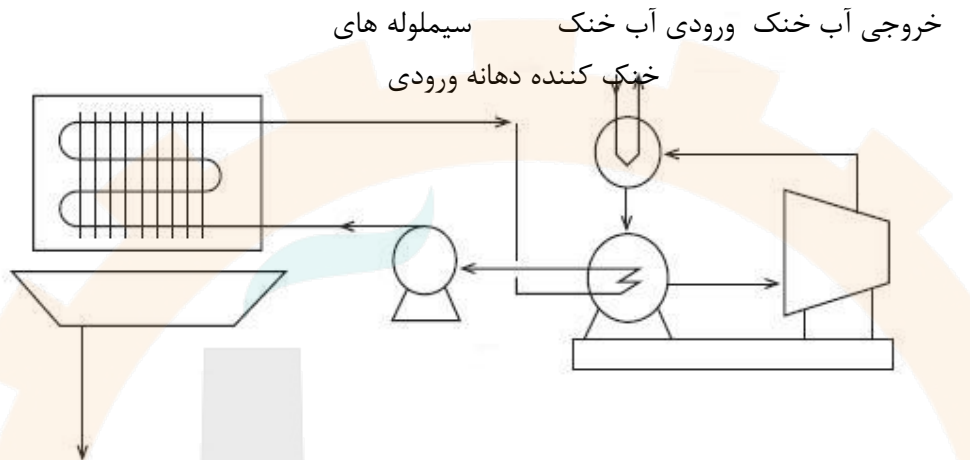 خروجی آب خنک ورودی آب خنک سیملوله های
خنک کننده دهانه ورودی